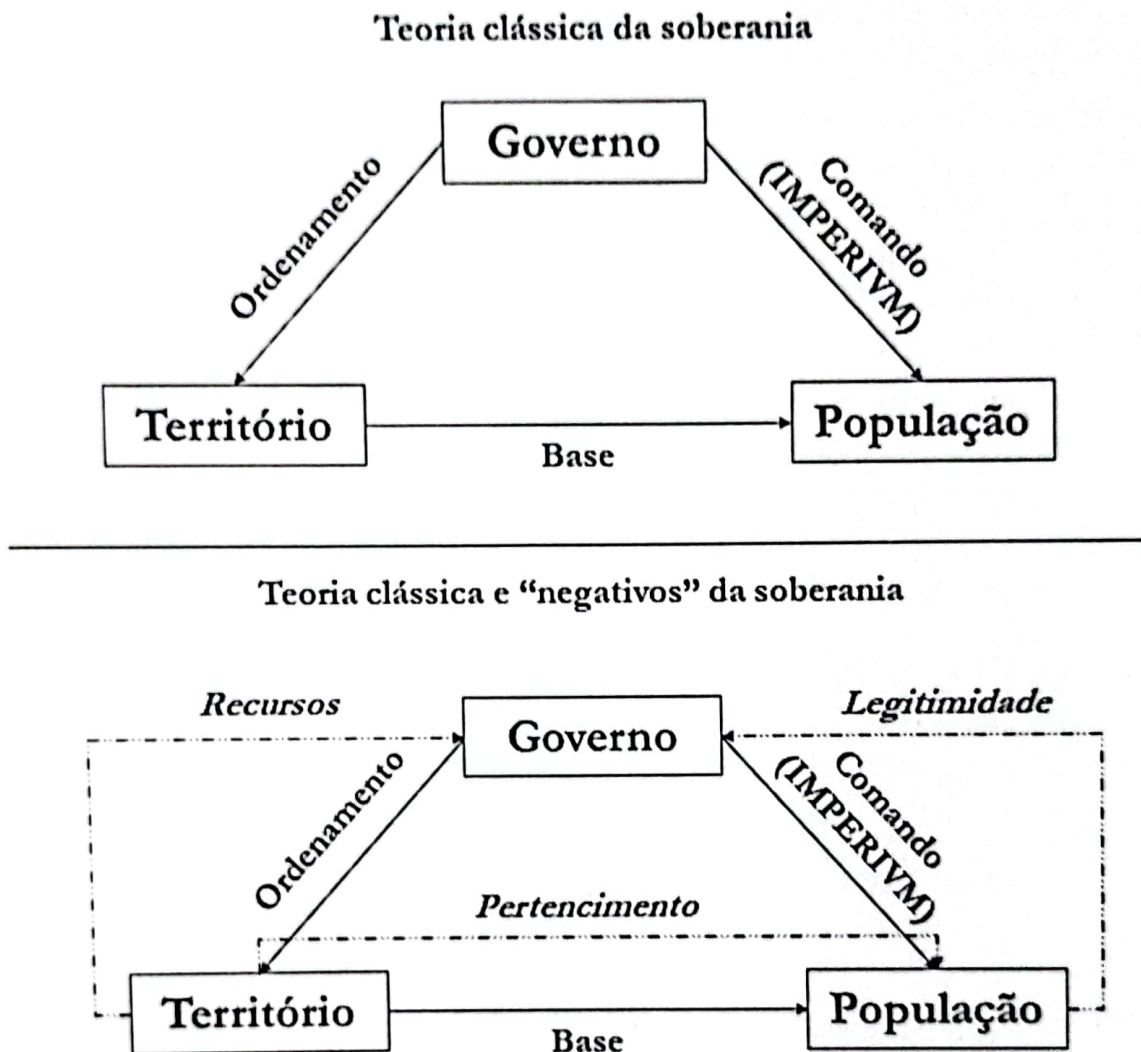 Teoria clássica da soberania
Governo
Ordenamento
Comando
(IMPERIVM)
Território
População
Base
Teoria clássica e “negativos” da soberania
Recursos
Legitimidade
Governo
Ordenamento
Comando
(IMPERIVM)
Pertencimento
Território
População
Base